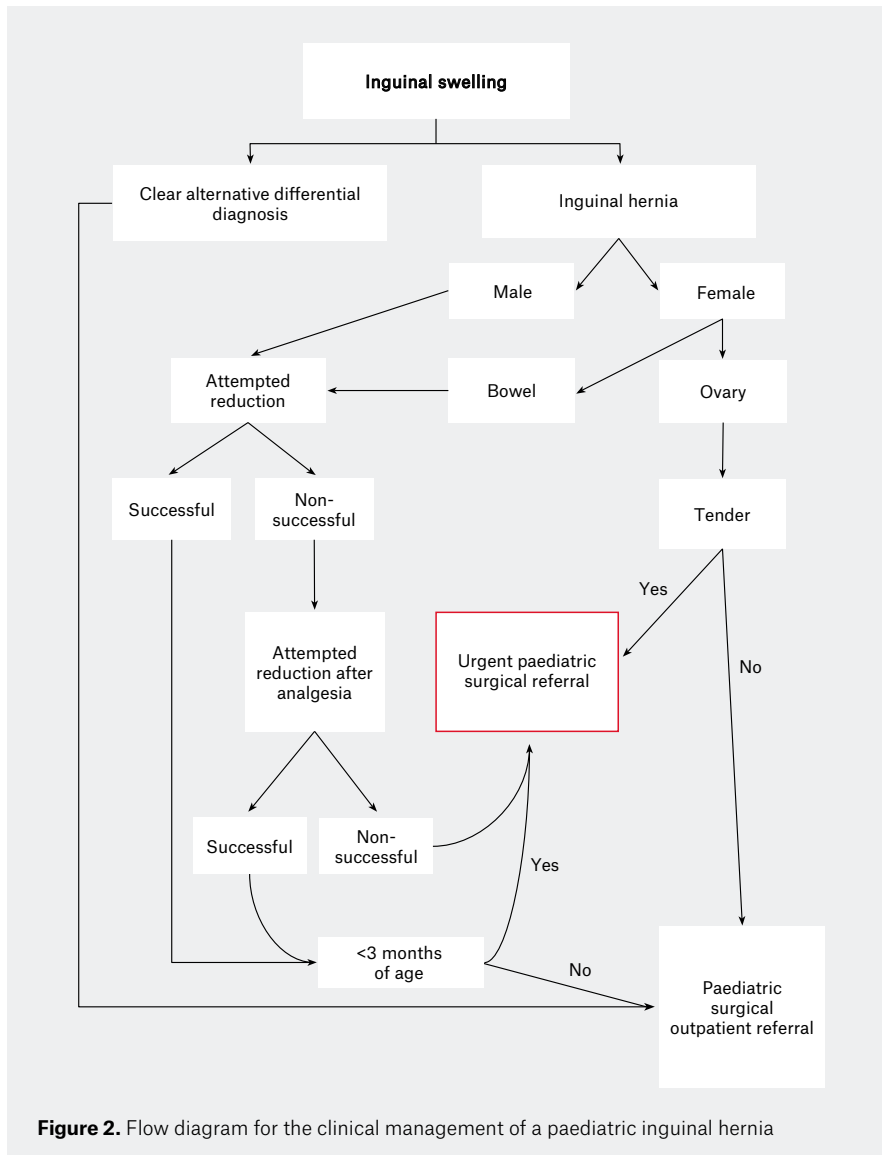 Inguinal swelling
Clear alternative differential
diagnosis
Inguinal hernia
Male
Female
Attempted
reduction
Bowel
Ovary
Successful
Non-
successful
Tender
Yes
No
Attempted
reduction after
analgesia
Urgent paediatric
surgical referral
Successful
Non-
successful
Yes
<3 months
of age
No
Paediatric
surgical
outpatient referral
Figure 2. Flow diagram for the clinical management of a paediatric inguinal hernia